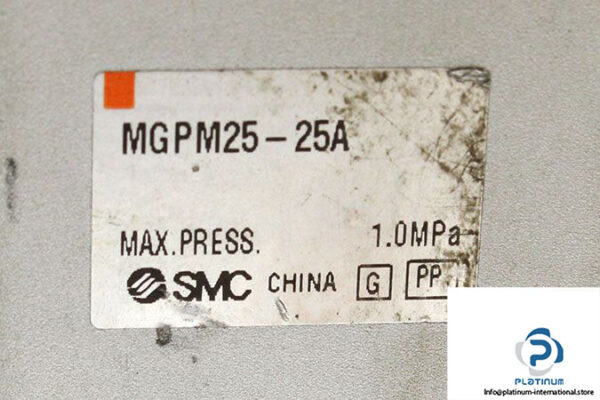 MGPM25-25A
MAX.PRESS. 1.0MPa
SMC CHINA G PP
PLATINUM
Info@platinum-international.store